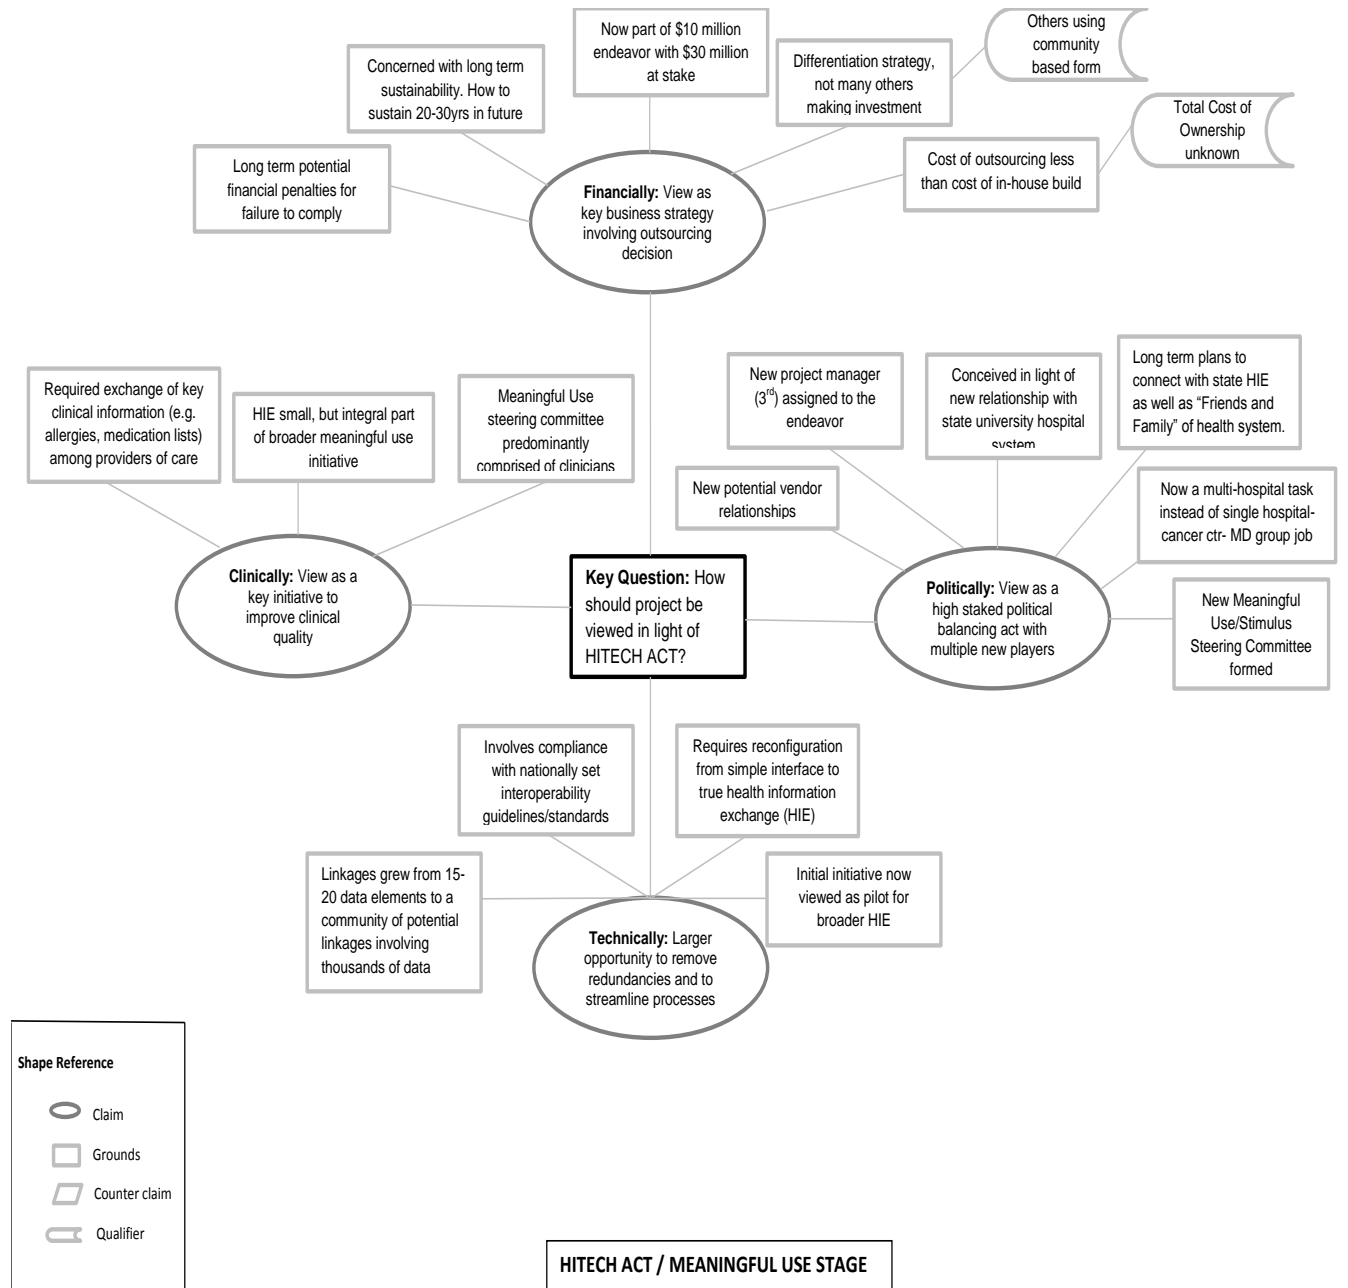 Now part of $10 million
endeavor with $30 million
at stake
Others using
community
based form
Concerned with long term
sustainability. How to
sustain 20-30yrs in future
Differentiation strategy,
not many others
making investment
Total Cost of
Ownership
unknown
Long term potential
financial penalties for
failure to comply
Cost of outsourcing less
than cost of in-house build
Financially: View as
key business strategy
involving outsourcing
decision
Required exchange of key
clinical information (e.g.
allergies, medication lists)
among providers of care
HIE small, but integral part
of broader meaningful use
initiative
Meaningful Use
steering committee
predominantly
comprised of clinicians
New project manager
(3rd) assigned to the
endeavor
Conceived in light of
new relationship with
state university hospital
system
Long term plans to
connect with state HIE
as well as “Friends and
Family” of health system.
New potential vendor
relationships
Now a multi-hospital task
instead of single hospital-
cancer ctr- MD group job
Clinically: View as a
key initiative to
improve clinical
quality
Key Question: How
should project be
viewed in light of
HITECH ACT?
Politically: View as a
high staked political
balancing act with
multiple new players
New Meaningful
Use/Stimulus
Steering Committee
formed
Involves compliance
with nationally set
interoperability
guidelines/standards
Requires reconfiguration
from simple interface to
true health information
exchange (HIE)
Linkages grew from 15-
20 data elements to a
community of potential
linkages involving
thousands of data
Initial initiative now
viewed as pilot for
broader HIE
Technically: Larger
opportunity to remove
redundancies and to
streamline processes
Shape Reference
Claim
Grounds
Counter claim
Qualifier
HITECH ACT / MEANINGFUL USE STAGE